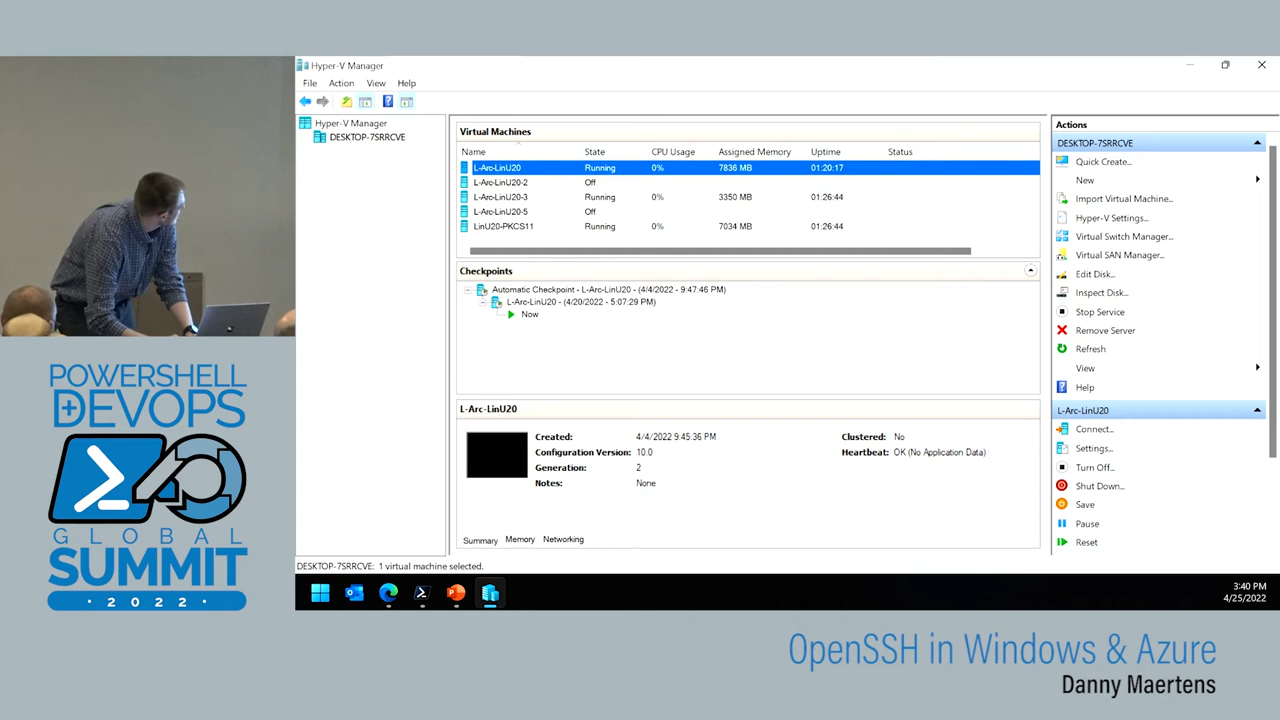 Hyper-V Manager
File Action View Help
Hyper-V Manager
DESKTOP-7SRRCVE
Virtual Machines
Name State CPU Usage Assigned Memory Uptime Status
L-Arc-LinU20 Running 0% 7836 MB 01:20:17
L-Arc-LinU20-2 Off
L-Arc-LinU20-3 Running 0% 3350 MB 01:26:44
L-Arc-LinU20-5 Off
LinU20-PKCS11 Running 0% 7034 MB 01:26:44
Checkpoints
Automatic Checkpoint - L-Arc-LinU20 - (4/4/2022 - 9:47:46 PM)
L-Arc-LinU20 - (4/20/2022 - 5:07:29 PM)
Now
L-Arc-LinU20
Created: 4/4/2022 9:45:36 PM Clustered: No
Configuration Version: 10.0 Heartbeat: OK (No Application Data)
Generation: 2
Notes: None
Summary Memory Networking
Actions
DESKTOP-7SRRCVE
Quick Create...
New
Import Virtual Machine...
Hyper-V Settings...
Virtual Switch Manager...
Virtual SAN Manager...
Edit Disk...
Inspect Disk...
Stop Service
Remove Server
Refresh
View
Help
L-Arc-LinU20
Connect...
Settings...
Turn Off...
Shut Down...
Save
Pause
Reset
DESKTOP-7SRRCVE: 1 virtual machine selected.
3:40 PM
4/25/2022
POWERSHELL
DEVOPS
GLOBAL
SUMMIT
· 2 0 2 2 ·
OpenSSH in Windows & Azure
Danny Maertens